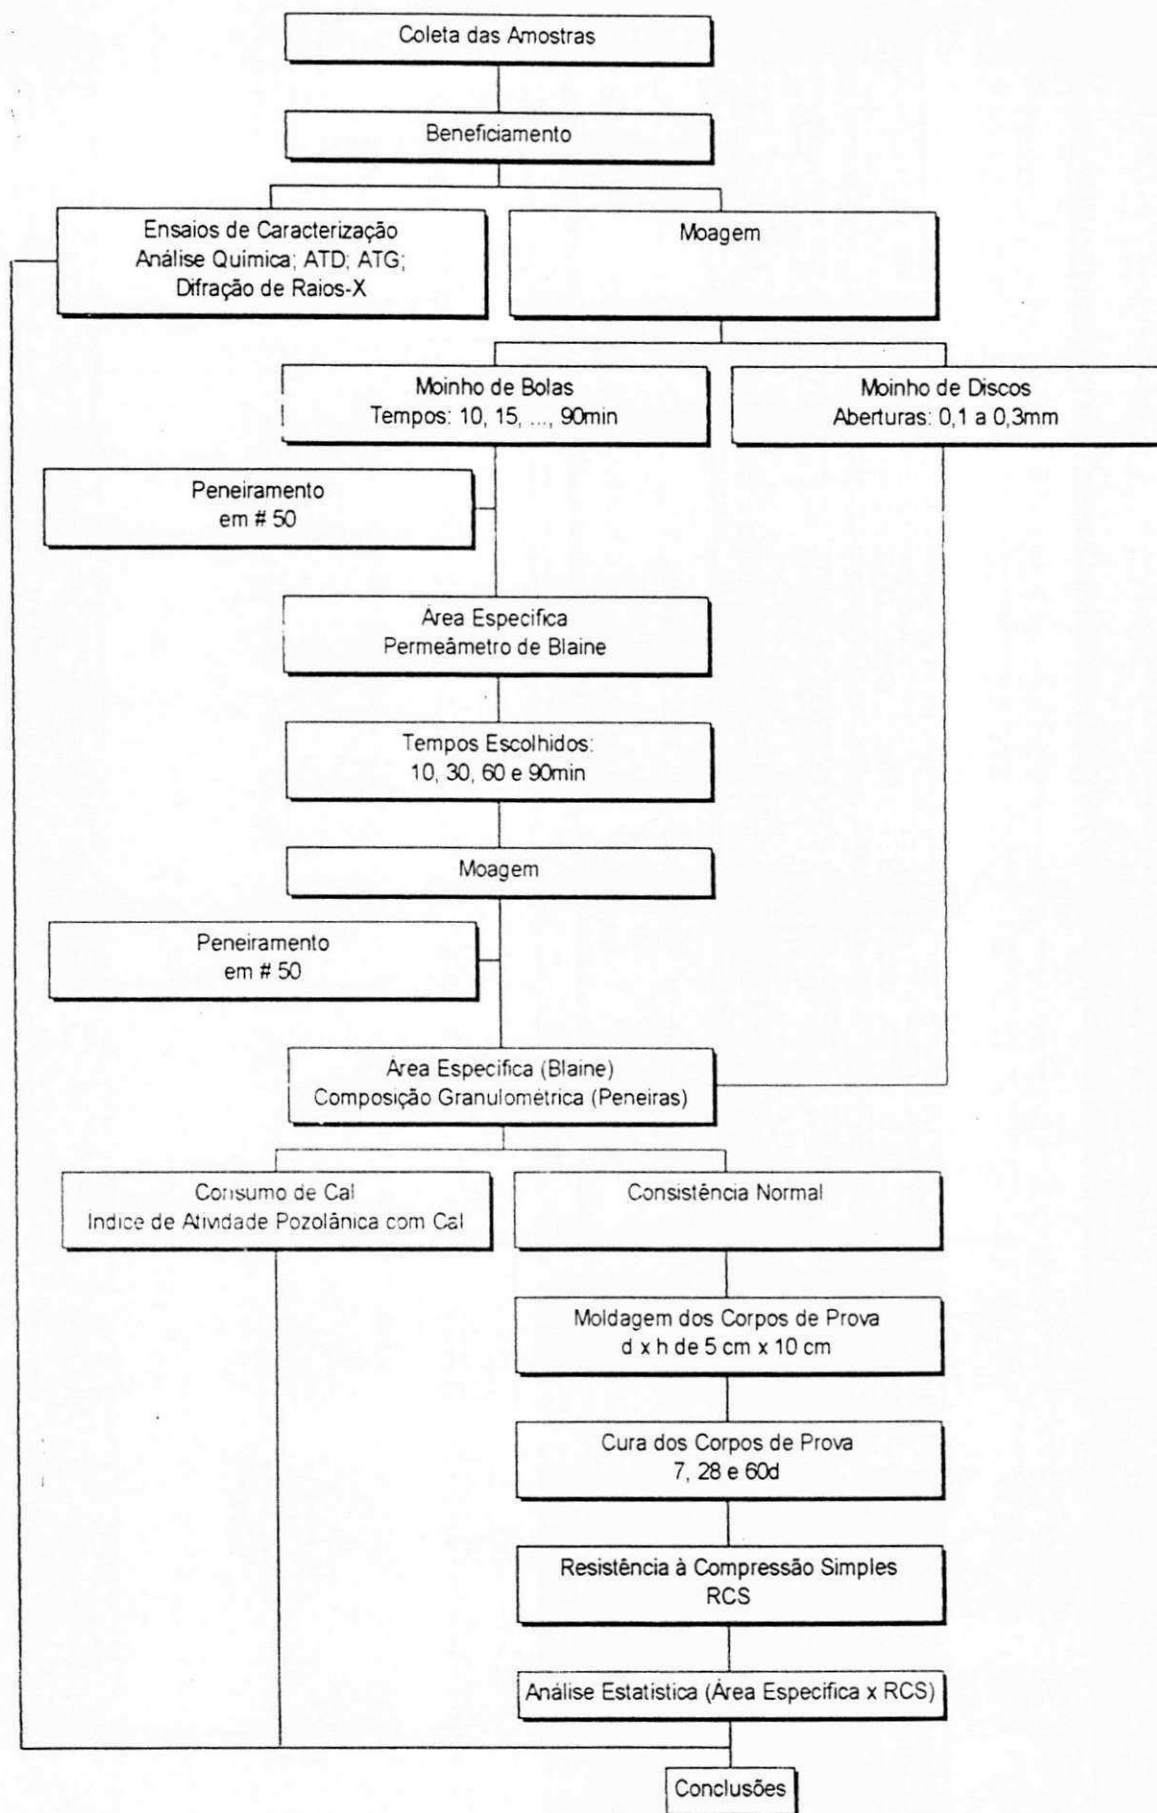 Coleta das Amostras
Beneficiamento
Ensaios de Caracterização
Análise Química; ATD; ATG;
Difração de Raios-X
Moagem
Moinho de Bolas
Tempos: 10, 15, ..., 90min
Moinho de Discos
Aberturas: 0,1 a 0,3mm
Peneiramento
em # 50
Área Específica
Permeâmetro de Blaine
Tempos Escolhidos:
10, 30, 60 e 90min
Moagem
Peneiramento
em # 50
Área Específica (Blaine)
Composição Granulométrica (Peneiras)
Consumo de Cal
Indice de Atividade Pozolânica com Cal
Consistência Normal
Moldagem dos Corpos de Prova
d x h de 5 cm x 10 cm
Cura dos Corpos de Prova
7, 28 e 60d
Resistência à Compressão Simples
RCS
Análise Estatística (Área Específica x RCS)
Conclusões